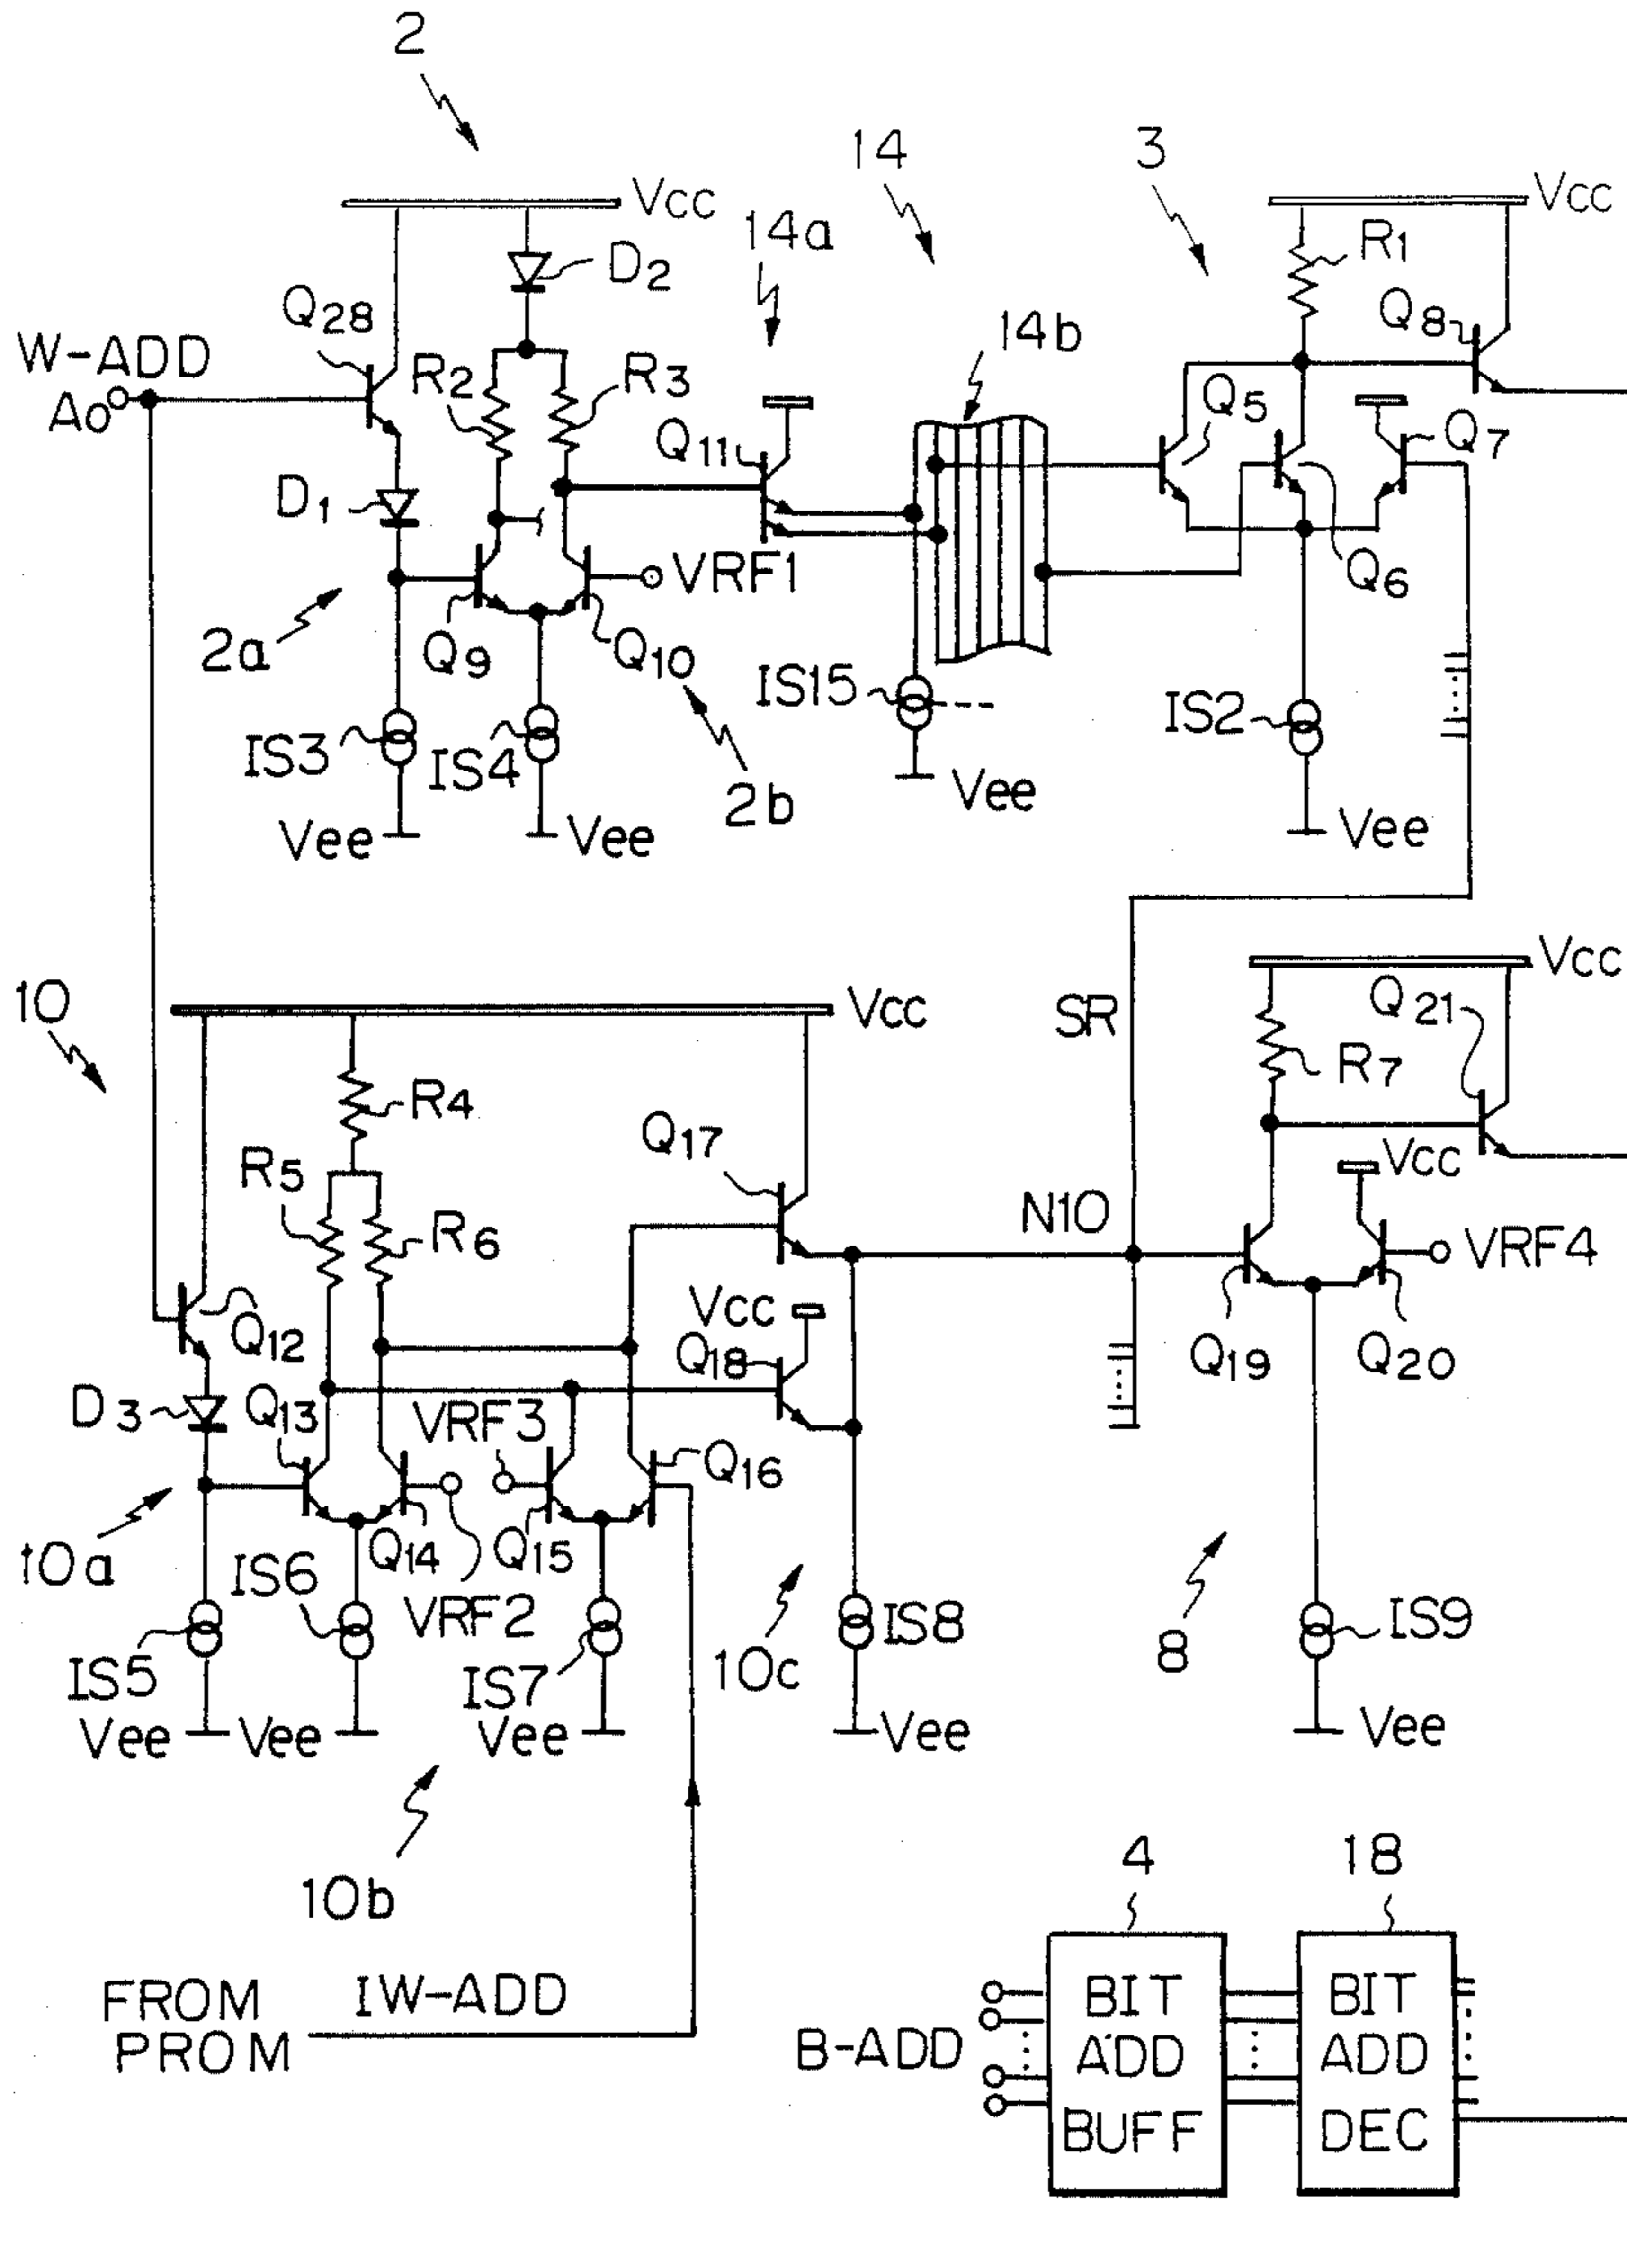 2
14
3
Vcc
14a
Vcc
D2
R1
Q28
14b
Q8
W-ADD
R2
R3
A0
Q5
Q11
Q7
D1
VRF1
Q6
2a
Q9
Q10
IS15
IS2
IS3
IS4
2b
Vee
Vee
Vee
Vee
Vcc
10
Vcc
SR
Q21
R7
R4
Q17
Vcc
R5
N10
R6
VRF4
Vcc
Q12
Q18
Q19
Q20
D3
Q13
VRF3
Q16
10a
Q14
Q15
IS6
VRF2
IS8
IS9
IS5
IS7
10c
8
Vee
Vee
Vee
Vee
Vee
10b
4
18
FROM
PROM
IW-ADD
B-ADD
BIT
ADD
BUFF
BIT
ADD
DEC